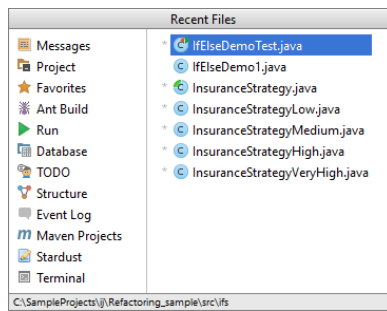 Recent Files
Messages
Project
Favorites
Ant Build
Run
Database
TODO
Structure
Event Log
Maven Projects
Stardust
Terminal
* IfElseDemoTest.java
IfElseDemo1.java
* InsuranceStrategy.java
* InsuranceStrategyLow.java
* InsuranceStrategyMedium.java
* InsuranceStrategyHigh.java
* InsuranceStrategyVeryHigh.java
C:\SampleProjects\ij\Refactoring_sample\src\ifs